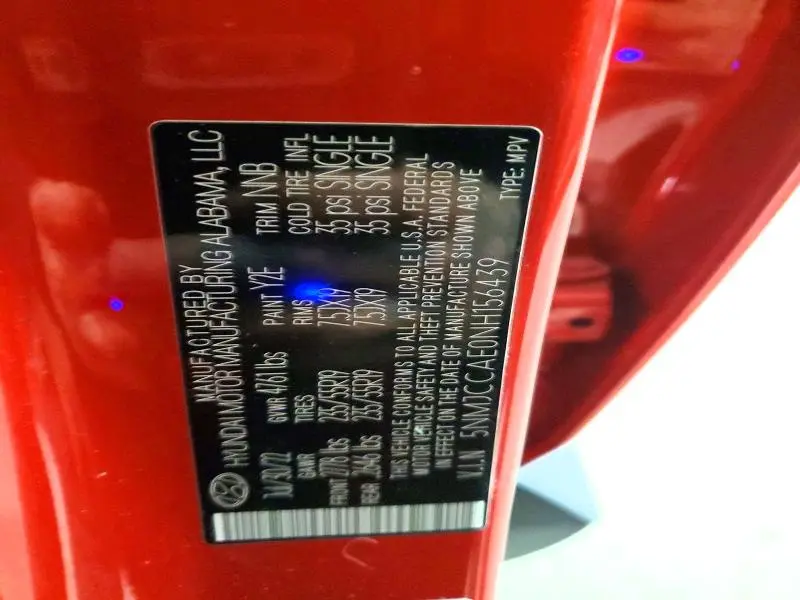 MANUFACTURED BY
HYUNDAI MOTOR MANUFACTURING ALABAMA, LLC
GVWR 4761 lbs PAINT Y2E TRIM NNB
GAWR TIRES RIMS COLD TIRE INFL
FRONT 2778 lbs 235/55R19 7.5JX19 35 psi SINGLE
REAR 2646 lbs 235/55R19 7.5JX19 35 psi SINGLE
THIS VEHICLE CONFORMS TO ALL APPLICABLE U.S.A. FEDERAL
MOTOR VEHICLE SAFETY AND THEFT PREVENTION STANDARDS
IN EFFECT ON THE DATE OF MANUFACTURE SHOWN ABOVE
V.I.N 5NMJCCAE0NH156439
TYPE: MPV